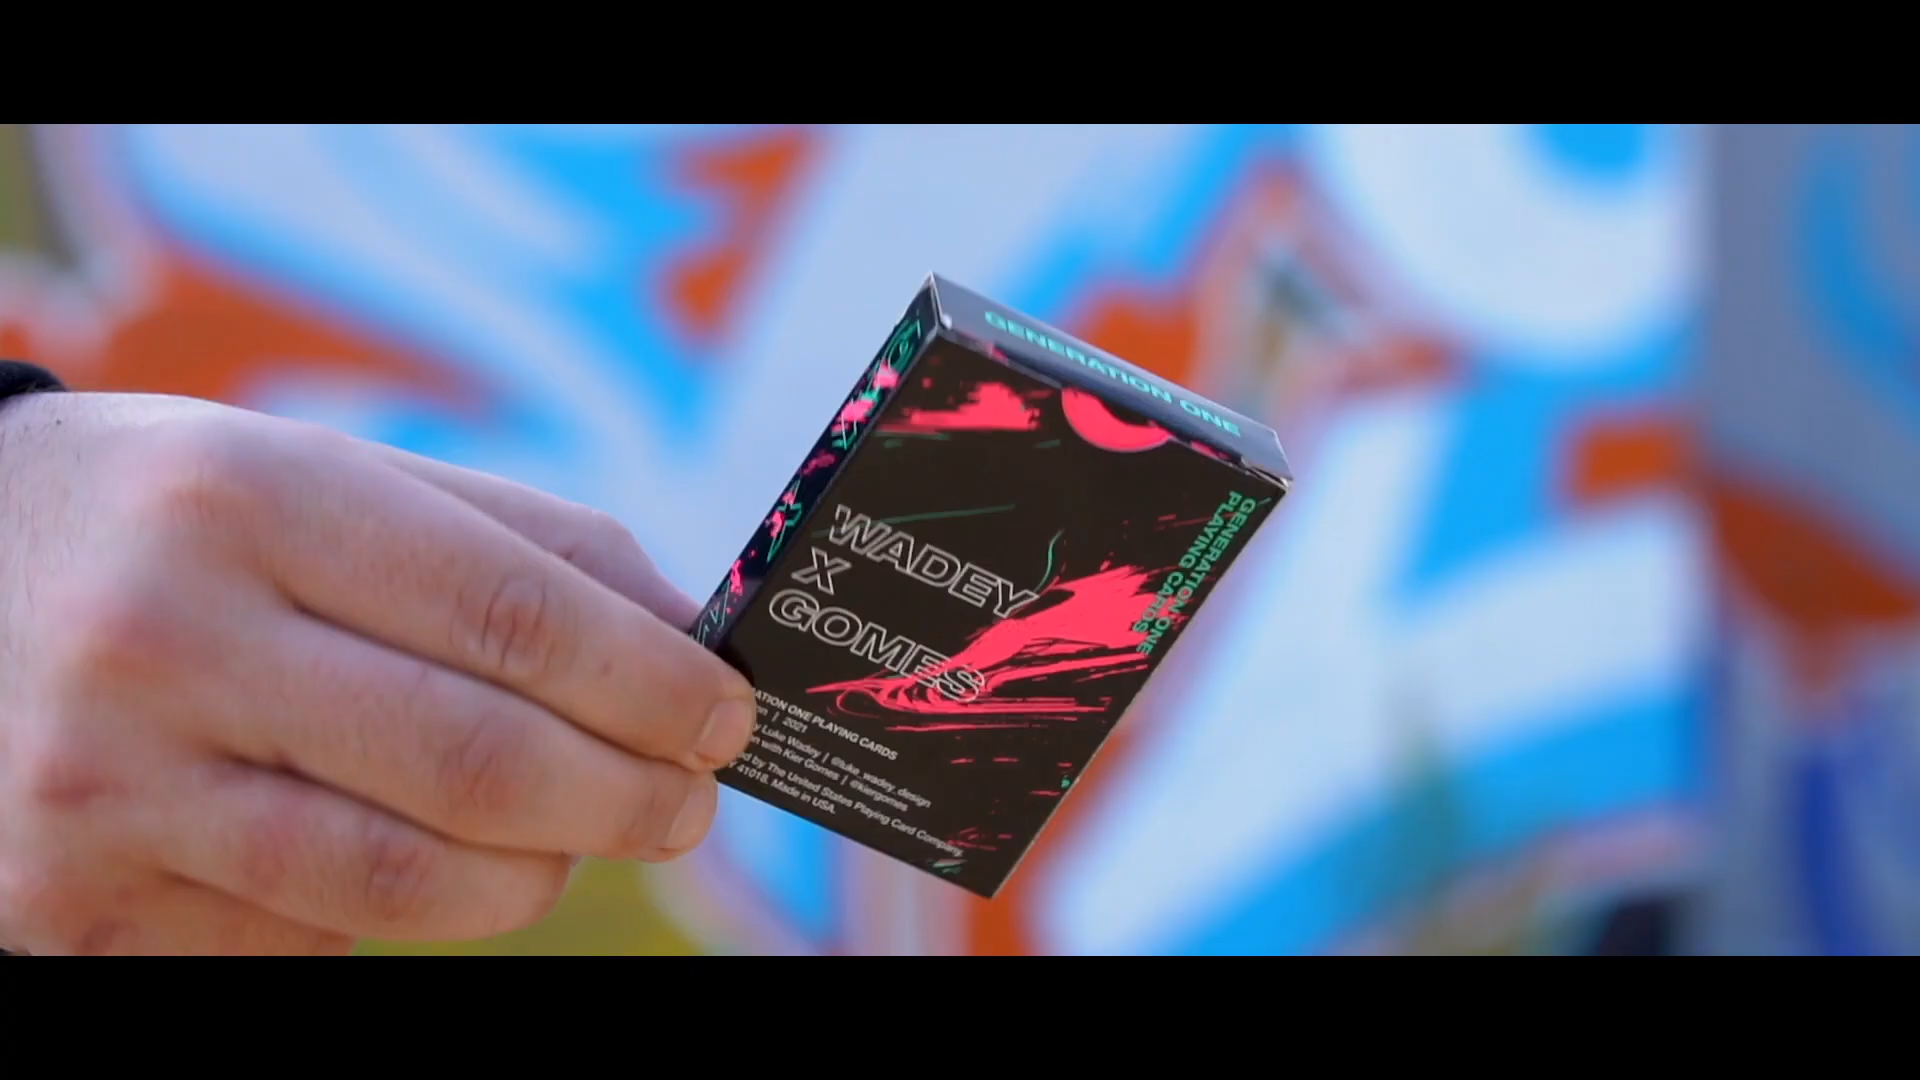 GENERATION ONE
GENERATION ONE
PLAYING CARDS
WADEY
X
GOMES
ATION ONE PLAYING CARDS
2021
Luke Wadey | @luke_wadey_design
with Kier Gomes | @kiergomes
by The United States Playing Card Company.
41018. Made in USA.